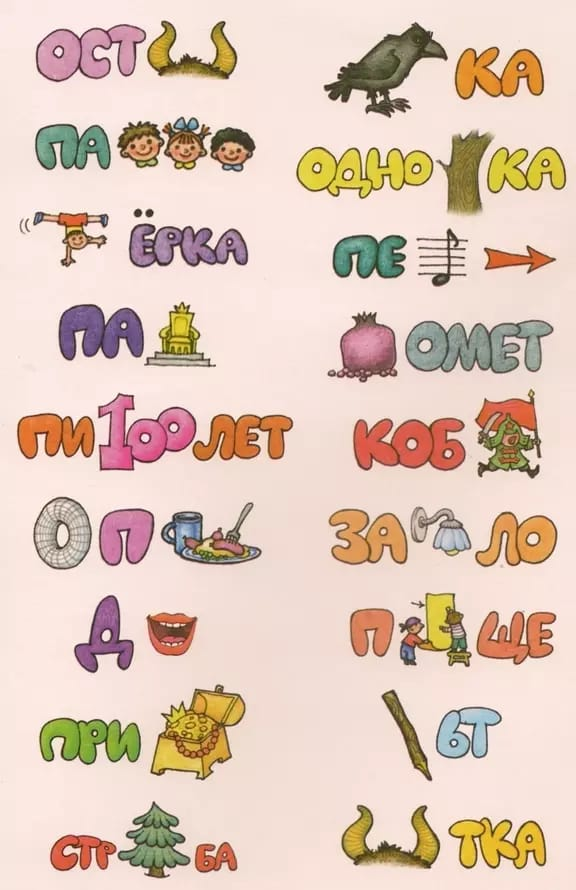 ОСТ
ПА
ЁРКА
ПА
ПИ 100 ЛЕТ
П
Д
ПРИ
СТР БА
КА
ОДНО КА
ПЕ
ОМЕТ
КОБ
ЗА ЛО
П ЩЕ
ЬТ
ТКА